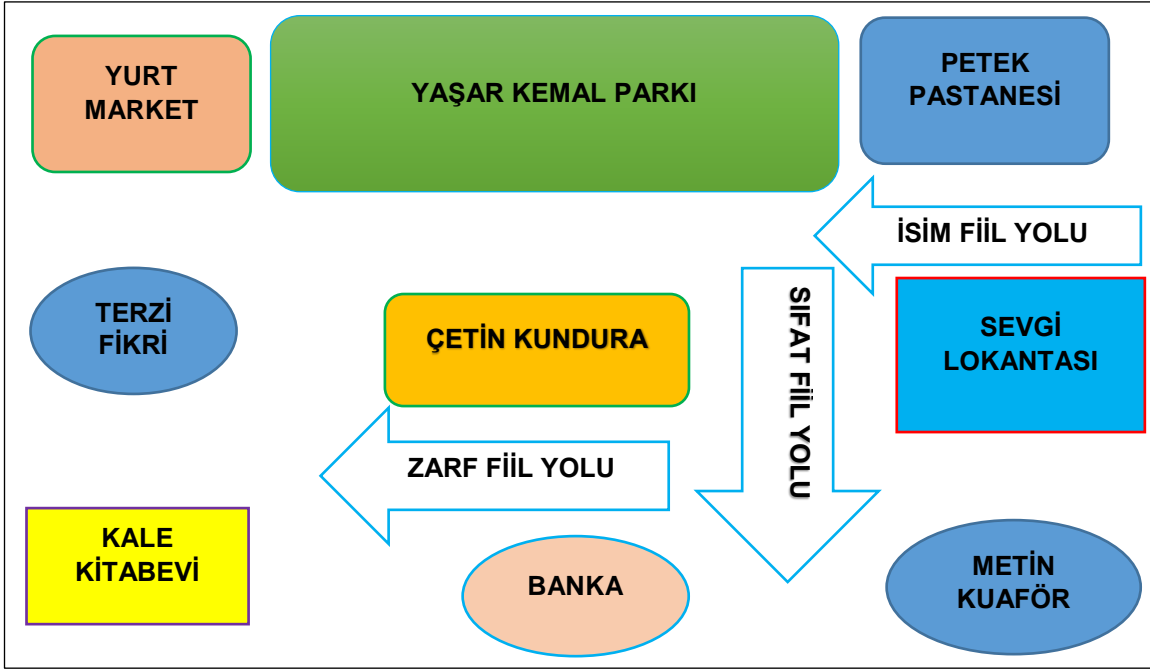 YURT
MARKET
YAŞAR KEMAL PARKI
PETEK
PASTANESİ
İSİM FİİL YOLU
TERZİ
FİKRİ
ÇETİN KUNDURA
SIFAT FİİL YOLU
SEVGİ
LOKANTASI
ZARF FİİL YOLU
KALE
KİTABEVİ
BANKA
METİN
KUAFÖR